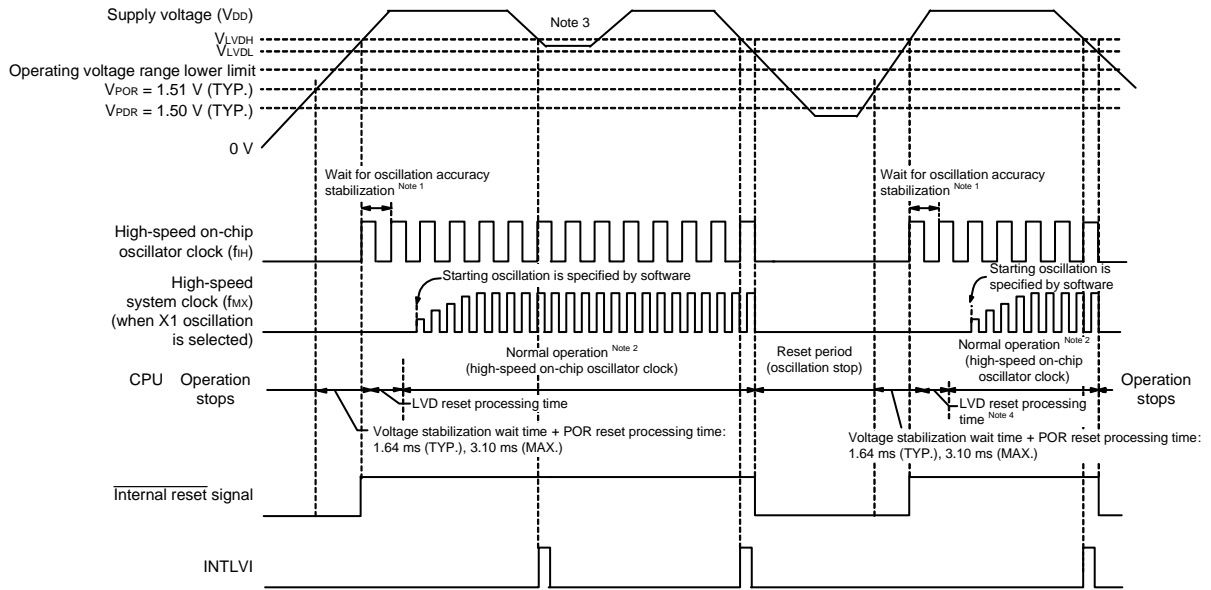 Supply voltage (VDD)
Note 3
VLVDH
VLVDL
Operating voltage range lower limit
VPOR = 1.51 V (TYP.)
VPDR = 1.50 V (TYP.)
0 V
Wait for oscillation accuracy
stabilization Note 1
Wait for oscillation accuracy
stabilization Note 1
High-speed on-chip
oscillator clock (fIH)
Starting oscillation is specified by software
Starting oscillation is
specified by software
High-speed
system clock (fMX)
(when X1 oscillation
is selected)
Normal operation Note 2
(high-speed on-chip oscillator clock)
Reset period
(oscillation stop)
Normal operation Note 2
(high-speed on-chip
oscillator clock)
CPU Operation
stops
Operation
stops
LVD reset processing time
LVD reset processing
time Note 4
Voltage stabilization wait time + POR reset processing time:
1.64 ms (TYP.), 3.10 ms (MAX.)
Voltage stabilization wait time + POR reset processing time:
1.64 ms (TYP.), 3.10 ms (MAX.)
Internal reset signal
INTLVI